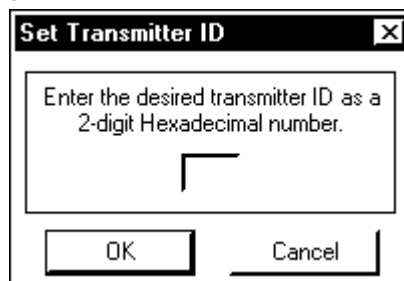 Set Transmitter ID
Enter the desired transmitter ID as a
2-digit Hexadecimal number.
OK Cancel